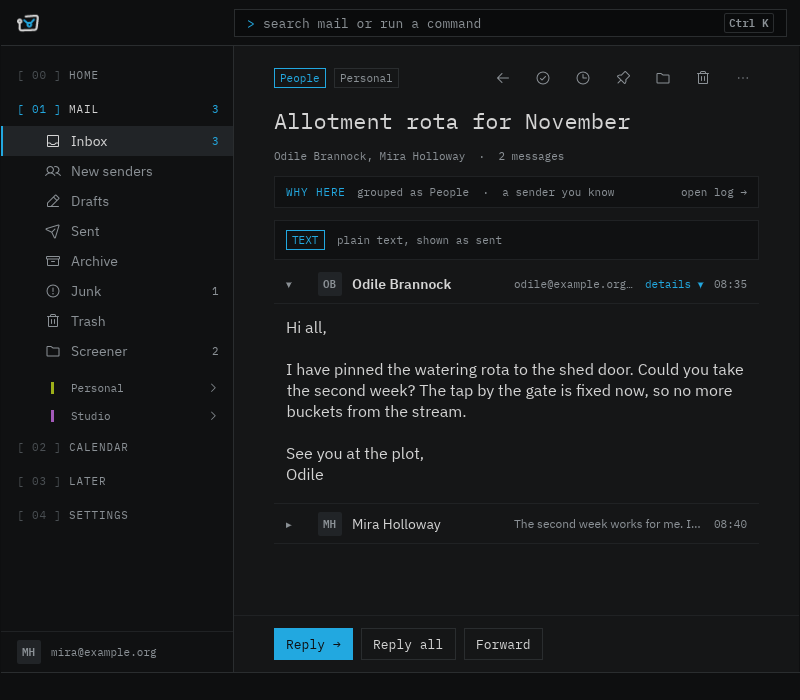 > search mail or run a command Ctrl K
[ 00 ] HOME
[ 01 ] MAIL 3
Inbox 3
New senders
Drafts
Sent
Archive
Junk 1
Trash
Screener 2
Personal
Studio
[ 02 ] CALENDAR
[ 03 ] LATER
[ 04 ] SETTINGS
MH mira@example.org
People Personal
Allotment rota for November
Odile Brannock, Mira Holloway · 2 messages
WHY HERE grouped as People · a sender you know open log →
TEXT plain text, shown as sent
▾ OB Odile Brannock odile@example.org… details ▾ 08:35
Hi all,
I have pinned the watering rota to the shed door. Could you take
the second week? The tap by the gate is fixed now, so no more
buckets from the stream.
See you at the plot,
Odile
▸ MH Mira Holloway The second week works for me. I… 08:40
Reply → Reply all Forward